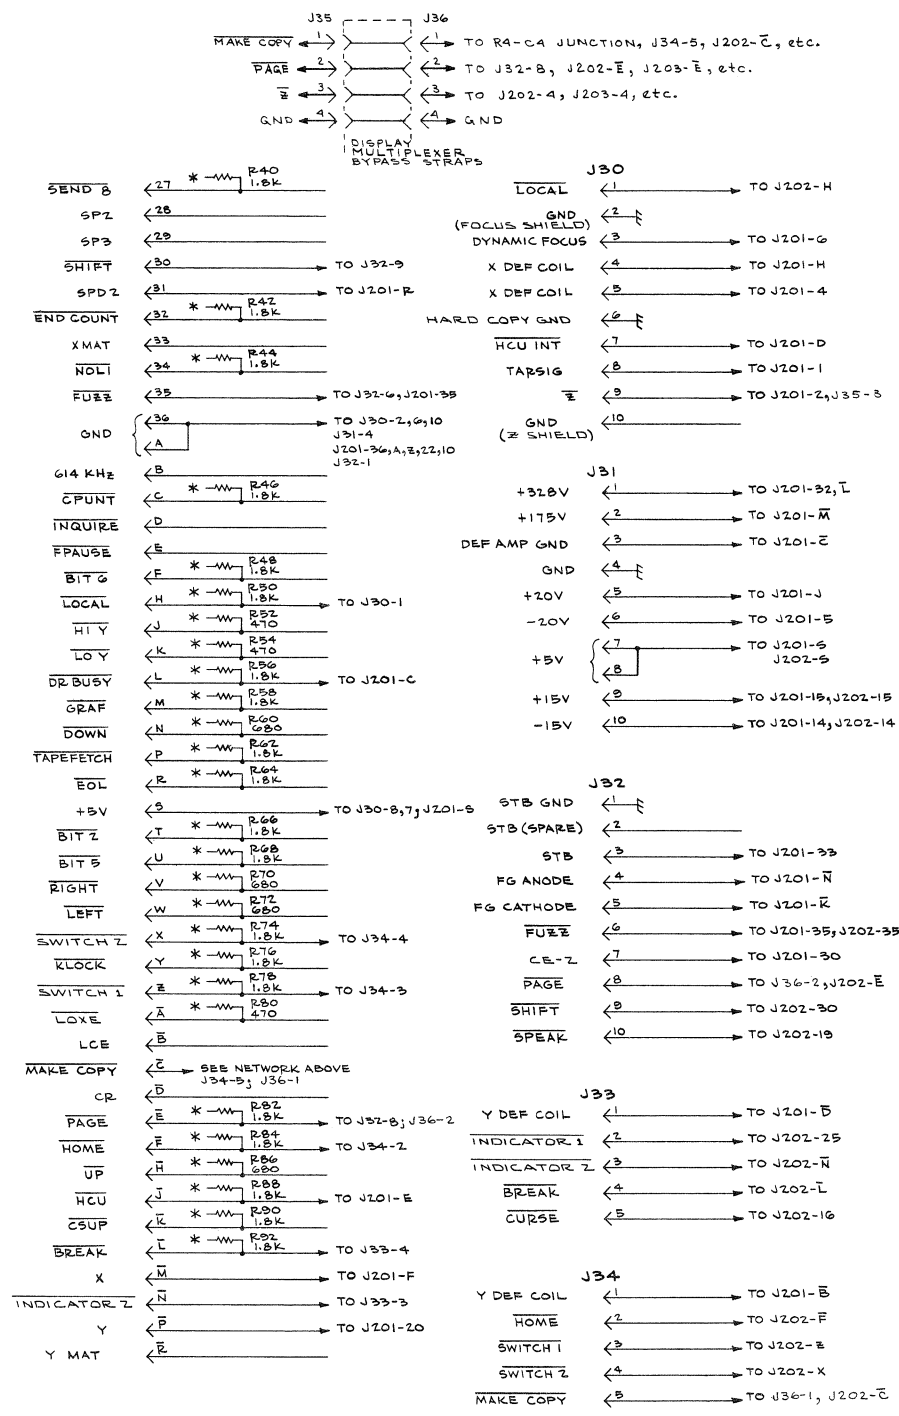 J35 J36
MAKE COPY 1 1 TO R4-C4 JUNCTION, J34-5, J202-C̅, etc.
PAGE 2 2 TO J32-8, J202-E̅, J203-E̅, etc.
Z 3 3 TO J202-4, J203-4, etc.
GND 4 4 GND
DISPLAY
MULTIPLEXER
BYPASS STRAPS
SEND 8 27 * R40 1.8K
SP2 28
SP3 29
SHIFT 30 TO J32-9
SPD2 31 TO J201-R
END COUNT 32 * R42 1.8K
XMAT 33
NOLI 34 * R44 1.8K
FUZZ 35 TO J32-6, J201-35
GND 36 TO J30-2,6,10
J31-4
A J201-36,A,Z,22,10
J32-1
614 KHz B
CPUNT C * R46 1.8K
INQUIRE D
FPAUSE E
BIT 6 F * R48 1.8K
LOCAL H * R50 1.8K TO J30-1
HI Y J * R52 470
LO Y K * R54 470
DR BUSY L * R56 1.8K TO J201-C
GRAF M * R58 1.8K
DOWN N * R60 680
TAPEFETCH P * R62 1.8K
EOL R * R64 1.8K
+5V S TO J30-8,7; J201-S
BIT 2 T * R66 1.8K
BIT 5 U * R68 1.8K
RIGHT V * R70 680
LEFT W * R72 680
SWITCH 2 X * R74 1.8K TO J34-4
KLOCK Y * R76 1.8K
SWITCH 1 Z * R78 1.8K TO J34-3
LOXE A̅ * R80 470
LCE B̅
MAKE COPY C̅ SEE NETWORK ABOVE
J34-5; J36-1
CR D̅
PAGE E̅ * R82 1.8K TO J32-8; J36-2
HOME F̅ * R84 1.8K TO J34-2
UP H̅ * R86 680
HCU J̅ * R88 1.8K TO J201-E
CSUP K̅ * R90 1.8K
BREAK L̅ * R92 1.8K TO J33-4
X M̅ TO J201-F
INDICATOR 2 N̅ TO J33-3
Y P̅ TO J201-20
Y MAT R̅
J30
LOCAL 1 TO J202-H
GND 2
(FOCUS SHIELD)
DYNAMIC FOCUS 3 TO J201-6
X DEF COIL 4 TO J201-H
X DEF COIL 5 TO J201-4
HARD COPY GND 6
HCU INT 7 TO J201-D
TARSIG 8 TO J201-1
Z 9 TO J201-2, J35-3
GND 10
(Z SHIELD)
J31
+328V 1 TO J201-32, L̅
+175V 2 TO J201-M̅
DEF AMP GND 3 TO J201-C̅
GND 4
+20V 5 TO J201-J
-20V 6 TO J201-5
+5V 7 TO J201-S
8 J202-S
+15V 9 TO J201-15, J202-15
-15V 10 TO J201-14, J202-14
J32
STB GND 1
STB (SPARE) 2
STB 3 TO J201-33
FG ANODE 4 TO J201-N̅
FG CATHODE 5 TO J201-K̅
FUZZ 6 TO J201-35, J202-35
CE-2 7 TO J201-30
PAGE 8 TO J36-2, J202-E̅
SHIFT 9 TO J202-30
SPEAK 10 TO J202-19
J33
Y DEF COIL 1 TO J201-D̅
INDICATOR 1 2 TO J202-25
INDICATOR 2 3 TO J202-N̅
BREAK 4 TO J202-L̅
CURSE 5 TO J202-16
J34
Y DEF COIL 1 TO J201-B̅
HOME 2 TO J202-F̅
SWITCH 1 3 TO J202-Z
SWITCH 2 4 TO J202-X
MAKE COPY 5 TO J36-1, J202-C̅